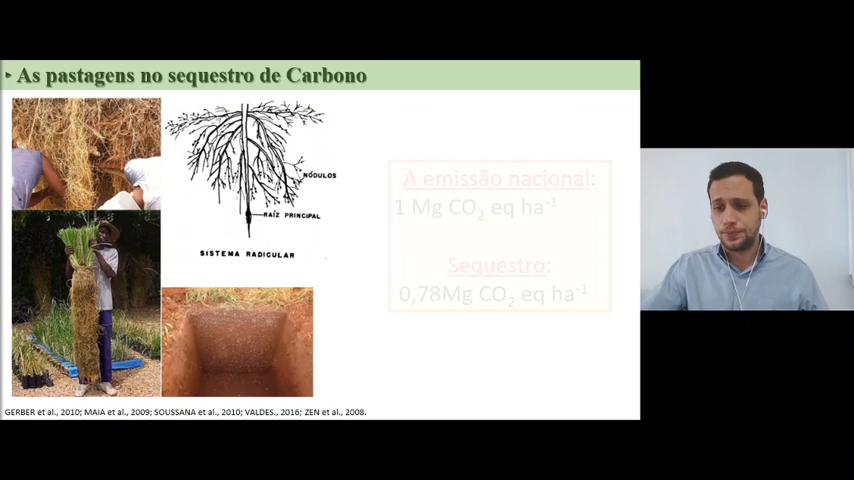 As pastagens no sequestro de Carbono
NÓDULOS
RAÍZ PRINCIPAL
SISTEMA RADICULAR
A emissão nacional:
1 Mg CO₂ eq ha⁻¹
Sequestro:
0,78Mg CO₂ eq ha⁻¹
GERBER et al., 2010; MAIA et al., 2009; SOUSSANA et al., 2010; VALDES., 2016; ZEN et al., 2008.